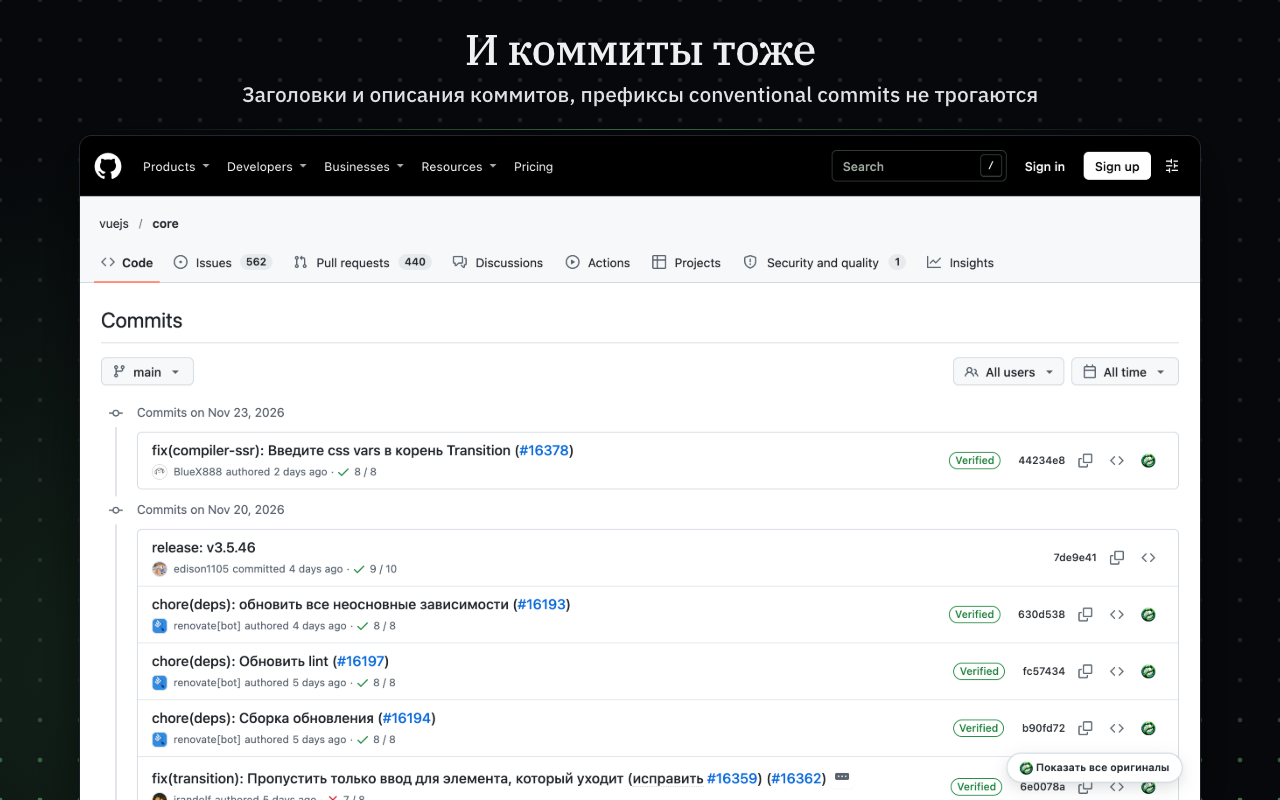 И коммиты тоже
Заголовки и описания коммитов, префиксы conventional commits не трогаются
Products Developers Businesses Resources Pricing Search / Sign in Sign up
vuejs / core
Code Issues 562 Pull requests 440 Discussions Actions Projects Security and quality 1 Insights
Commits
main All users All time
Commits on Nov 23, 2026
fix(compiler-ssr): Введите css vars в корень Transition (#16378)
BlueX888 authored 2 days ago · 8 / 8
Verified 44234e8
Commits on Nov 20, 2026
release: v3.5.46
edison1105 committed 4 days ago · 9 / 10
7de9e41
chore(deps): обновить все неосновные зависимости (#16193)
renovate[bot] authored 4 days ago · 8 / 8
Verified 630d538
chore(deps): Обновить lint (#16197)
renovate[bot] authored 5 days ago · 8 / 8
Verified fc57434
chore(deps): Сборка обновления (#16194)
renovate[bot] authored 5 days ago · 8 / 8
Verified b90fd72
fix(transition): Пропустить только ввод для элемента, который уходит (исправить #16359) (#16362)
jrandolf authored 5 days ago · 7 / 8
Verified 6e0078a
Показать все оригиналы